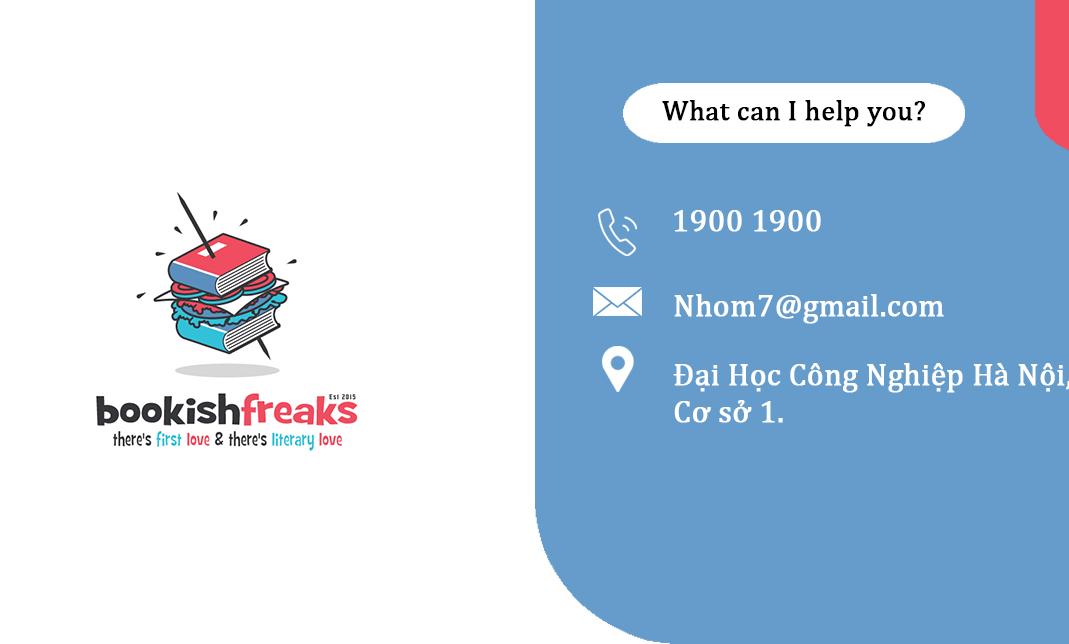 Est 2015
bookishfreaks
there's first love & there's literary love
What can I help you?
1900 1900
Nhom7@gmail.com
Đại Học Công Nghiệp Hà Nội,
Cơ sở 1.